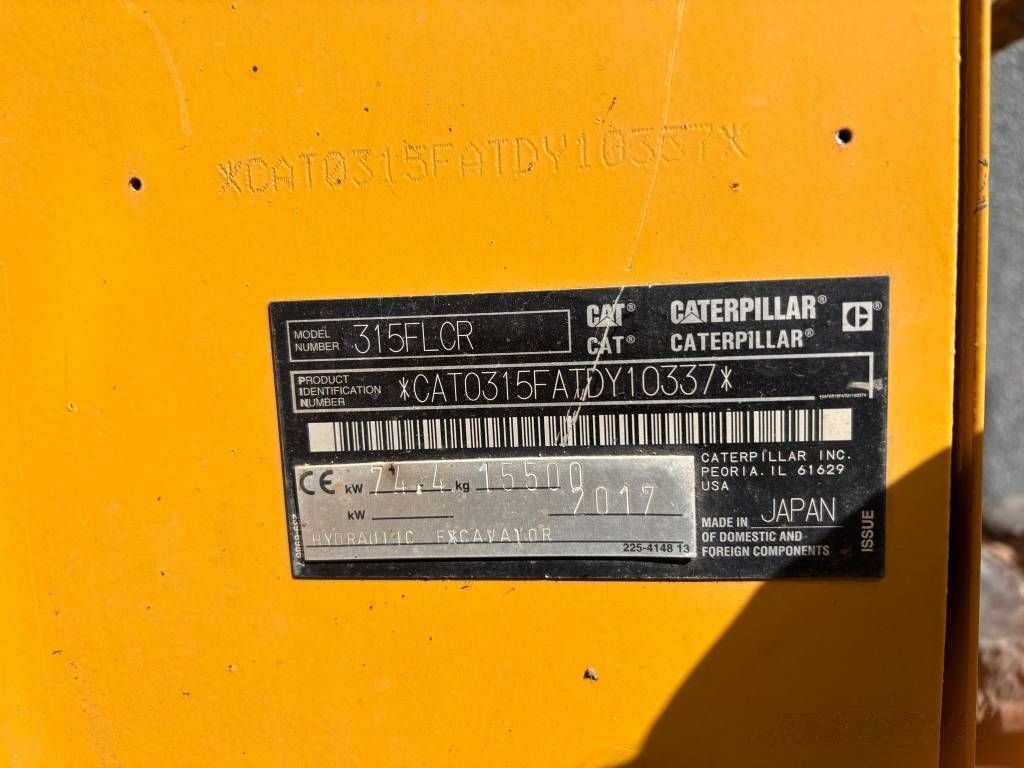 *CAT0315FATDY10337*
MODEL NUMBER 315FLCR
CAT® CATERPILLAR®
CAT® CATERPILLAR®
PRODUCT IDENTIFICATION NUMBER *CAT0315FATDY10337*
CE kW 74.4 kg 15500
kW 2017
HYDRAULIC EXCAVATOR
225-4148 13
CATERPILLAR INC.
PEORIA. IL 61629
USA
MADE IN JAPAN
OF DOMESTIC AND
FOREIGN COMPONENTS
ISSUE